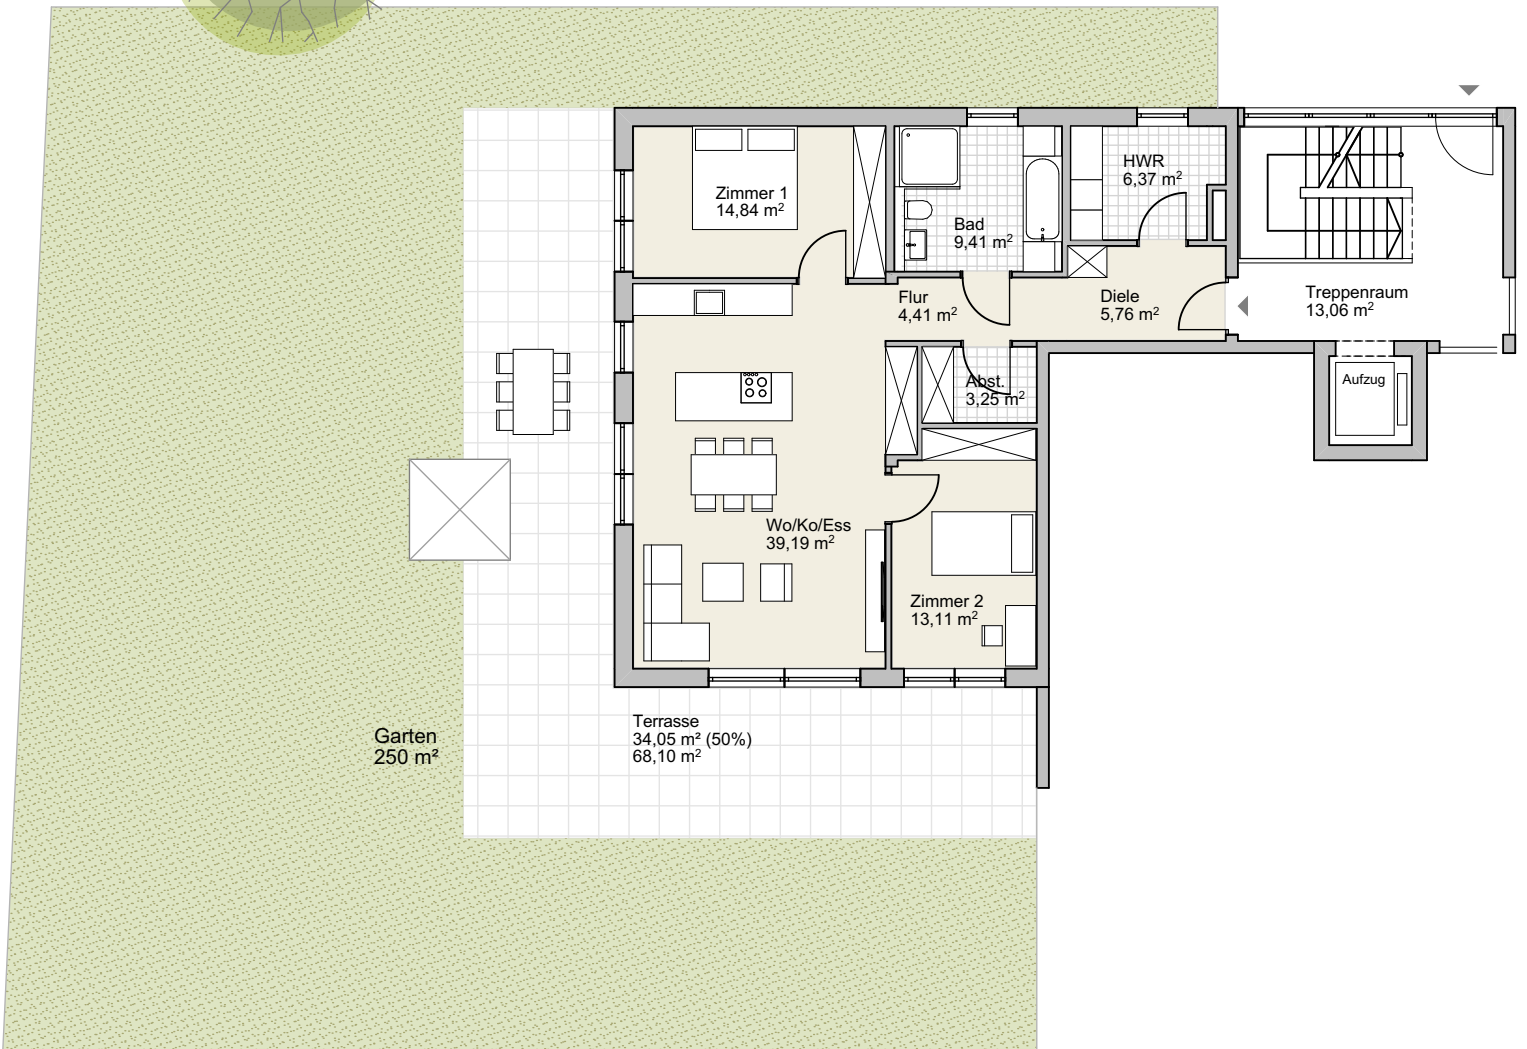 Zimmer 1
14,84 m²
Bad
9,41 m²
HWR
6,37 m²
Flur
4,41 m²
Diele
5,76 m²
Treppenraum
13,06 m²
Aufzug
Abst.
3,25 m²
Wo/Ko/Ess
39,19 m²
Zimmer 2
13,11 m²
Terrasse
34,05 m² (50%)
68,10 m²
Garten
250 m²